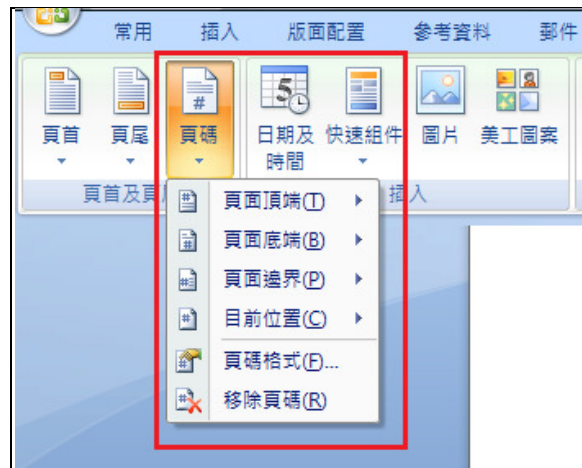 常用 插入 版面配置 參考資料 郵件
頁首 頁尾 頁碼 日期及時間 快速組件 圖片 美工圖案
頁首及頁 插入
頁面頂端(T)
頁面底端(B)
頁面邊界(P)
目前位置(C)
頁碼格式(F)...
移除頁碼(R)